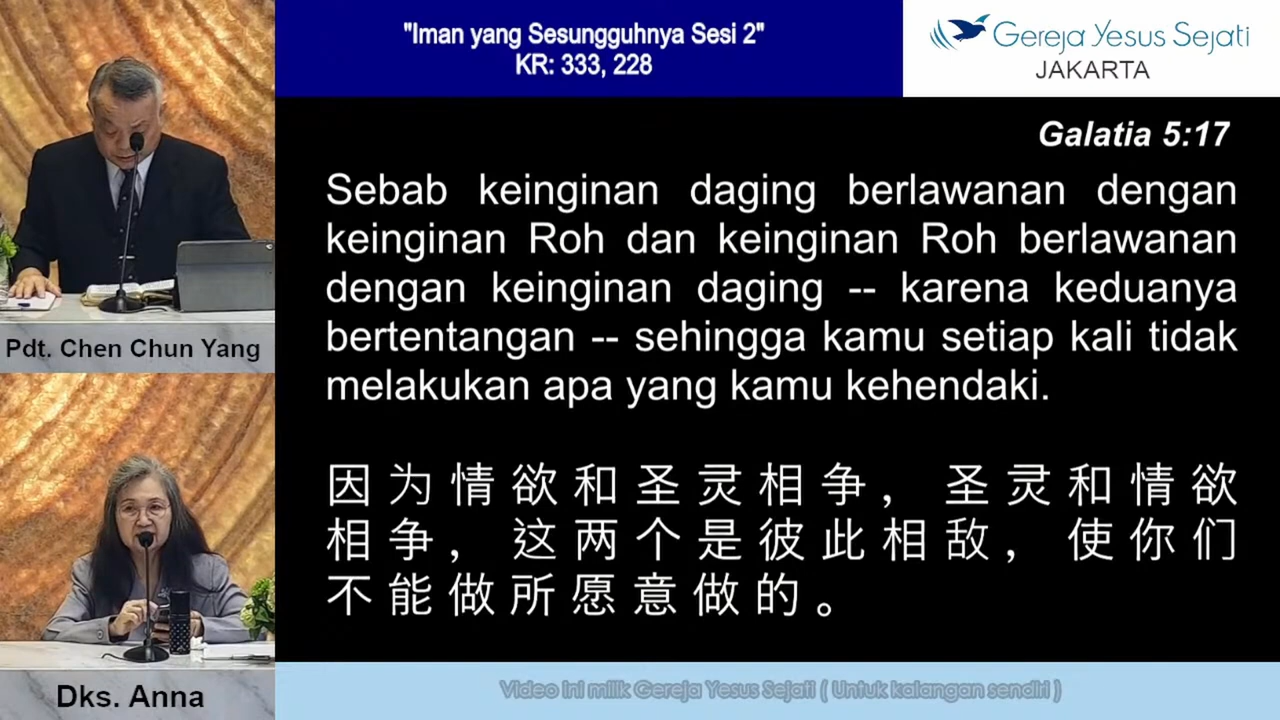 "Iman yang Sesungguhnya Sesi 2"
KR: 333, 228
Gereja Yesus Sejati
JAKARTA
Galatia 5:17
Sebab keinginan daging berlawanan dengan
keinginan Roh dan keinginan Roh berlawanan
dengan keinginan daging -- karena keduanya
bertentangan -- sehingga kamu setiap kali tidak
melakukan apa yang kamu kehendaki.
因为情欲和圣灵相争，圣灵和情欲
相争，这两个是彼此相敌，使你们
不能做所愿意做的。
Pdt. Chen Chun Yang
Dks. Anna
Video ini milik Gereja Yesus Sejati ( Untuk kalangan sendiri )